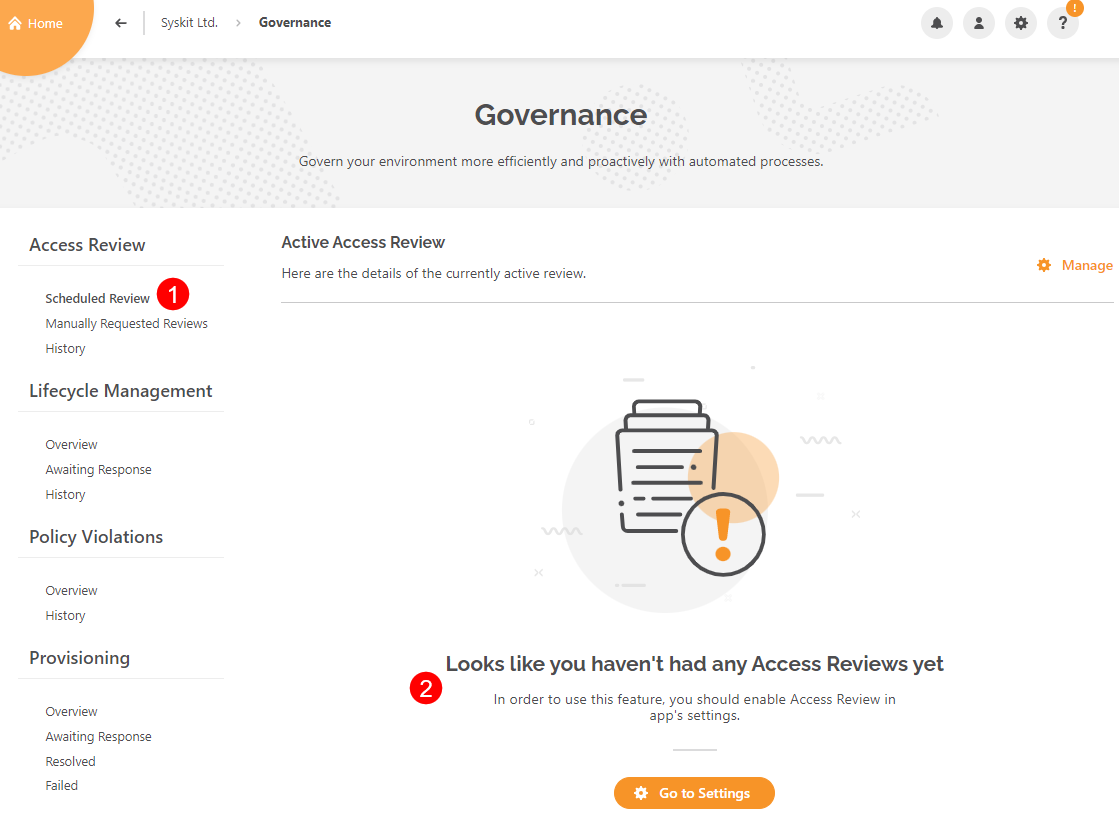 Home
Syskit Ltd. › Governance
?
!
Governance
Govern your environment more efficiently and proactively with automated processes.
Access Review
Scheduled Review
1
Manually Requested Reviews
History
Lifecycle Management
Overview
Awaiting Response
History
Policy Violations
Overview
History
Provisioning
Overview
Awaiting Response
Resolved
Failed
Active Access Review
Here are the details of the currently active review.
Manage
Looks like you haven't had any Access Reviews yet
2
In order to use this feature, you should enable Access Review in
app's settings.
Go to Settings